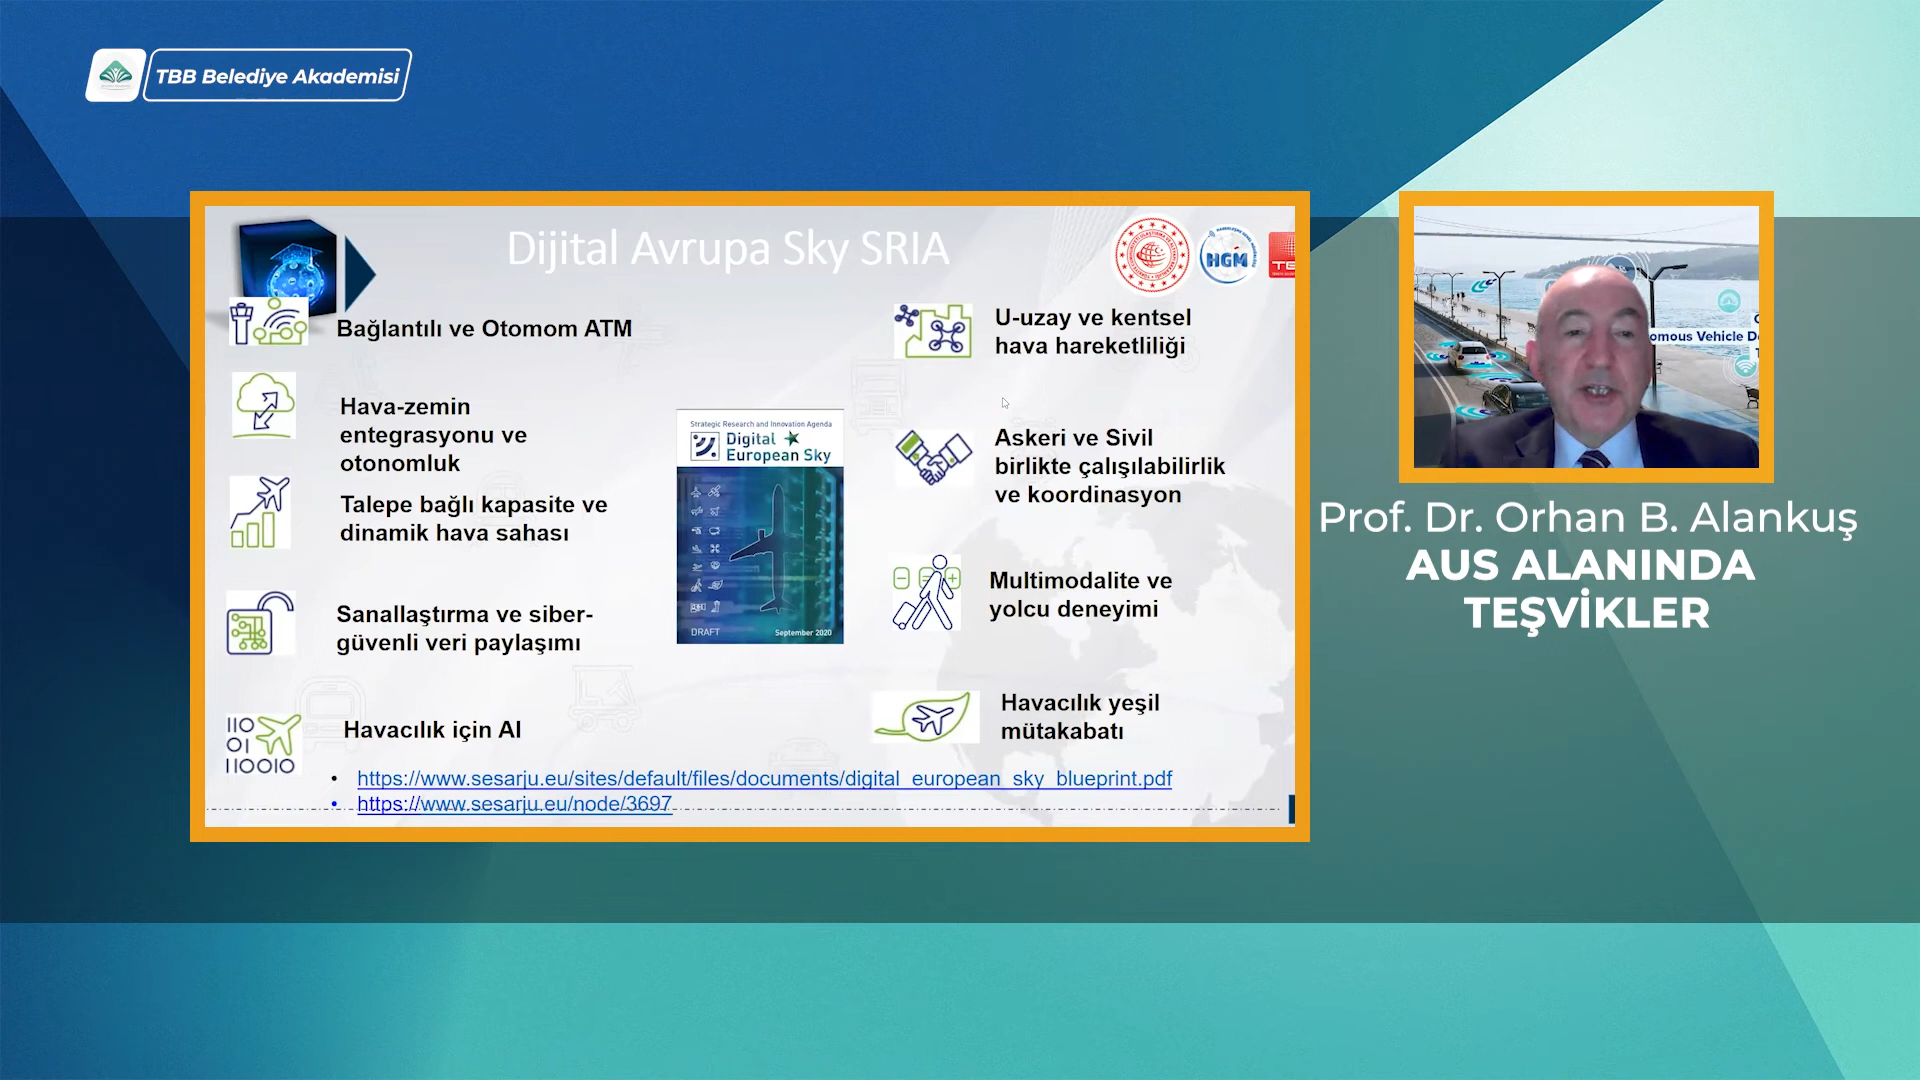 TBB Belediye Akademisi
Dijital Avrupa Sky SRIA
HGM
Bağlantılı ve Otomom ATM
Hava-zemin
entegrasyonu ve
otonomluk
Talepe bağlı kapasite ve
dinamik hava sahası
Sanallaştırma ve siber-
güvenli veri paylaşımı
Havacılık için AI
Strategic Research and Innovation Agenda
Digital
European Sky
DRAFT
September 2020
U-uzay ve kentsel
hava hareketliliği
Askeri ve Sivil
birlikte çalışılabilirlik
ve koordinasyon
Multimodalite ve
yolcu deneyimi
Havacılık yeşil
mütakabatı
• https://www.sesarju.eu/sites/default/files/documents/digital_european_sky_blueprint.pdf
• https://www.sesarju.eu/node/3697
omous Vehicle D
Prof. Dr. Orhan B. Alankuş
AUS ALANINDA
TEŞVİKLER